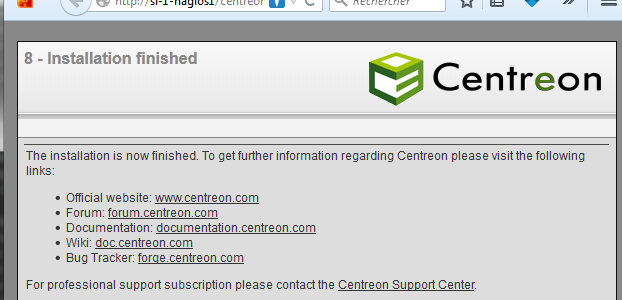 http://si-1-nagios1/centreon
Rechercher
8 - Installation finished
Centreon
The installation is now finished. To get further information regarding Centreon please visit the following
links:
Official website: www.centreon.com
Forum: forum.centreon.com
Documentation: documentation.centreon.com
Wiki: doc.centreon.com
Bug Tracker: forge.centreon.com
For professional support subscription please contact the Centreon Support Center.